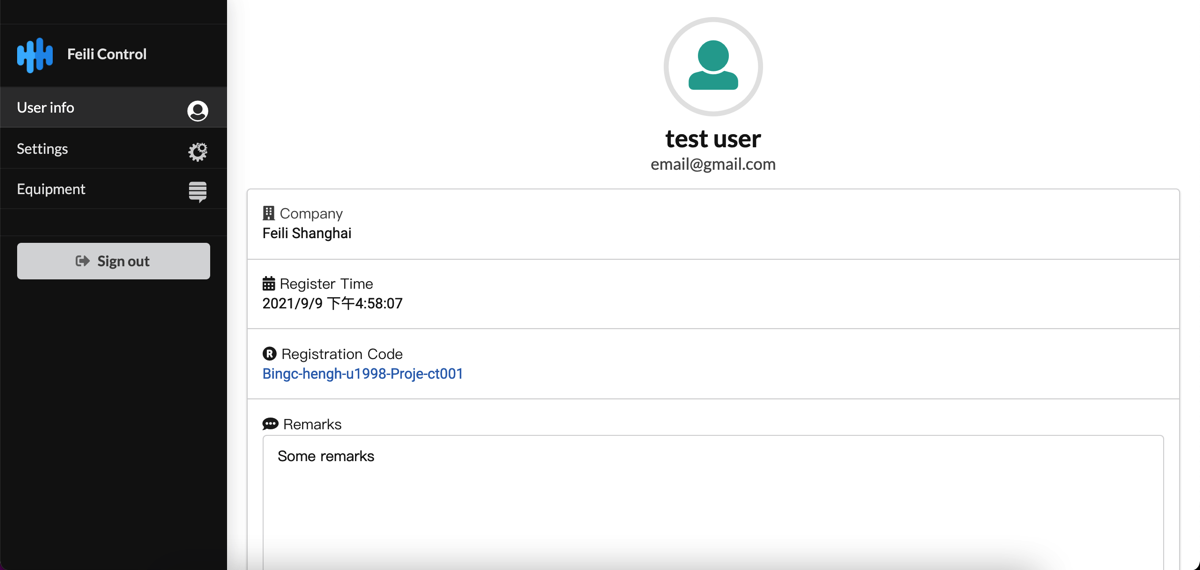 Feili Control
User info
Settings
Equipment
Sign out
test user
email@gmail.com
Company
Feili Shanghai
Register Time
2021/9/9 下午4:58:07
Registration Code
Bingc-hengh-u1998-Proje-ct001
Remarks
Some remarks